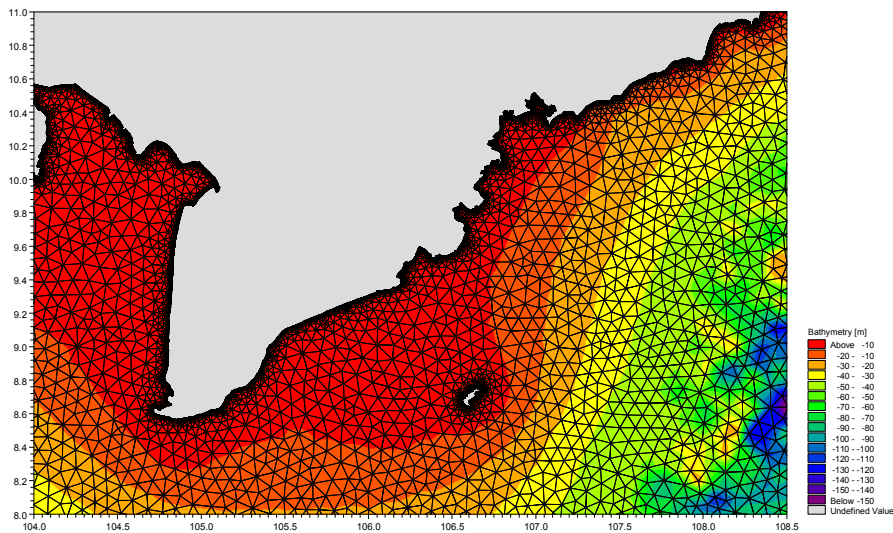 11.0
10.8
10.6
10.4
10.2
10.0
9.8
9.6
9.4
9.2
9.0
8.8
8.6
8.4
8.2
8.0
104.0 104.5 105.0 105.5 106.0 106.5 107.0 107.5 108.0 108.5
Bathymetry [m]
Above -10
-20 - -10
-30 - -20
-40 - -30
-50 - -40
-60 - -50
-70 - -60
-80 - -70
-90 - -80
-100 - -90
-110 - -100
-120 - -110
-130 - -120
-140 - -130
-150 - -140
Below -150
Undefined Value